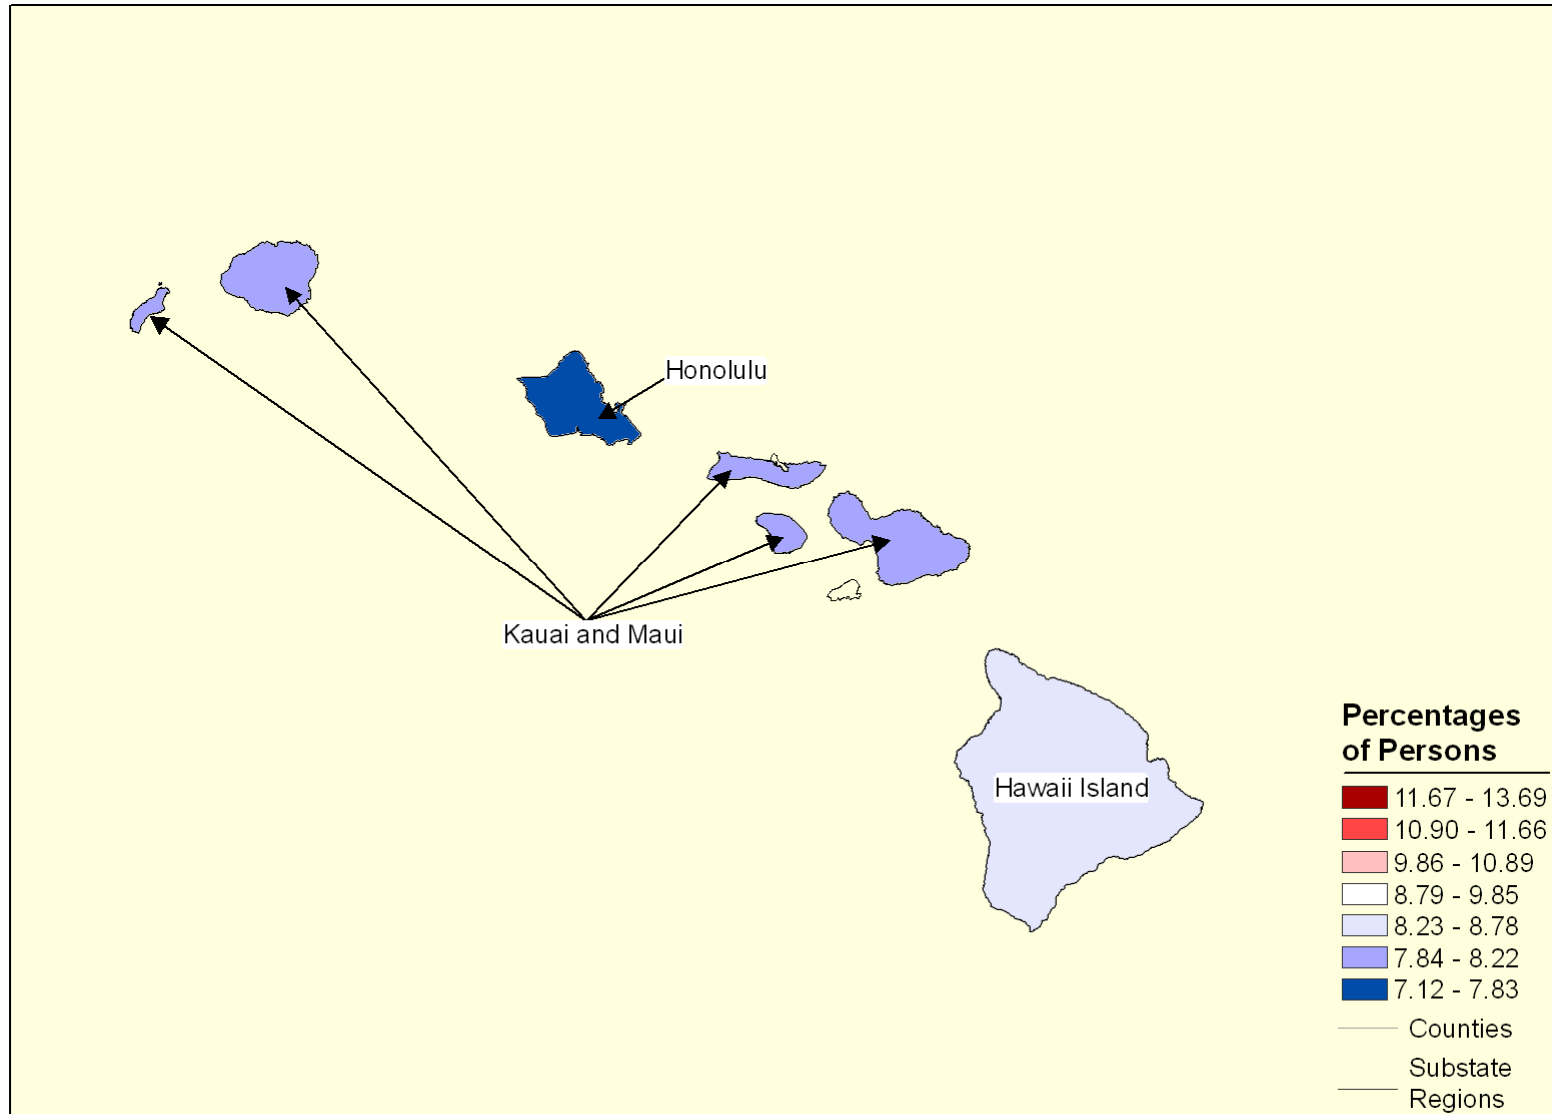 Honolulu
Kauai and Maui
Hawaii Island
Percentages
of Persons
11.67 - 13.69
10.90 - 11.66
9.86 - 10.89
8.79 - 9.85
8.23 - 8.78
7.84 - 8.22
7.12 - 7.83
Counties
Substate
Regions